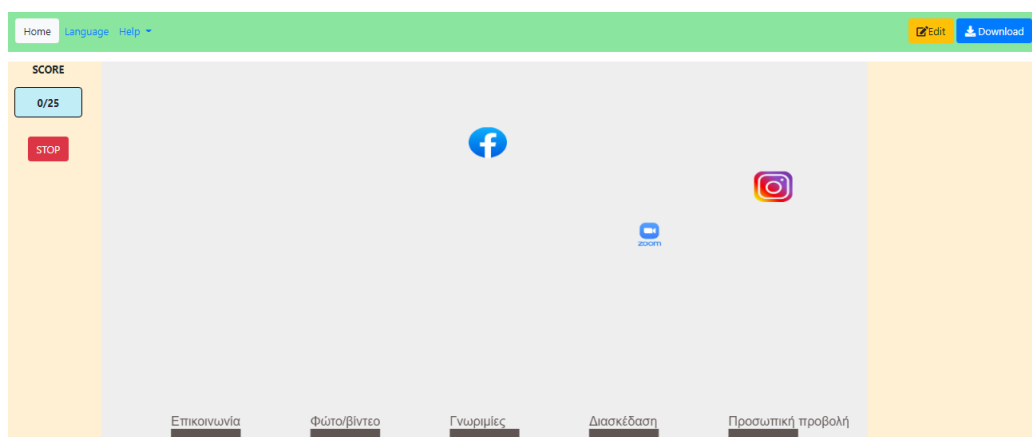 Home Language Help Edit Download
SCORE
0/25
STOP
zoom
Επικοινωνία Φώτο/βίντεο Γνωριμίες Διασκέδαση Προσωπική προβολή